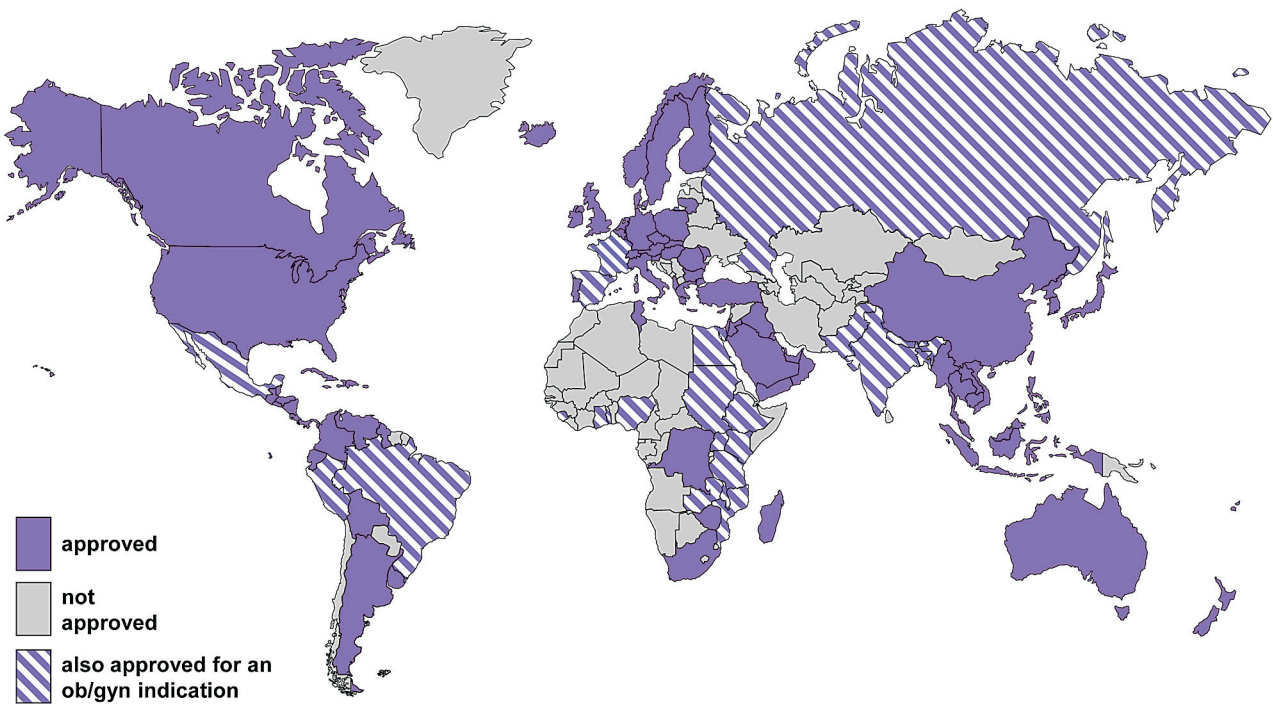 approved
not
approved
also approved for an
ob/gyn indication